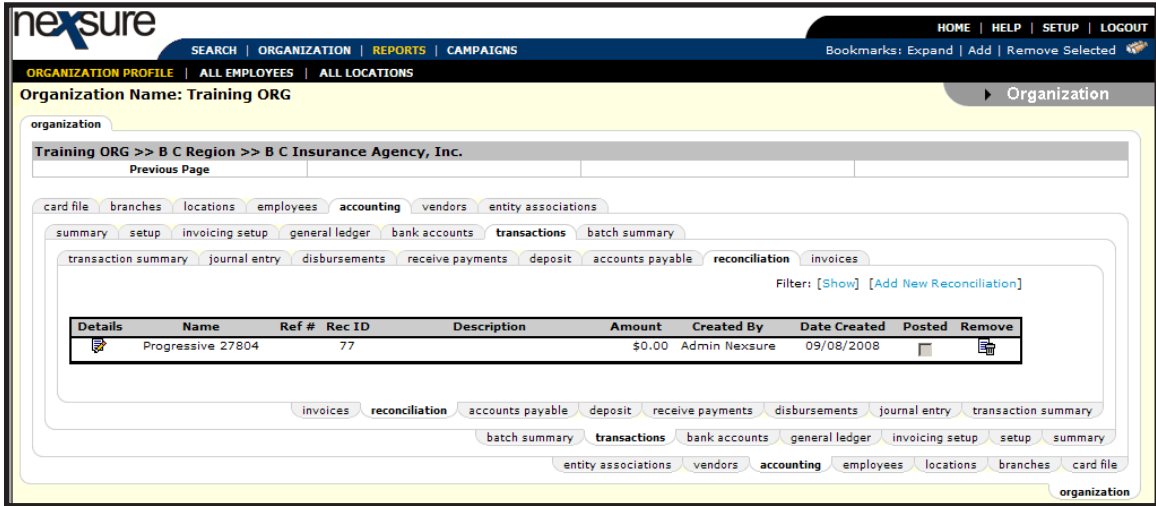 nexsure
HOME | HELP | SETUP | LOGOUT
SEARCH | ORGANIZATION | REPORTS | CAMPAIGNS
Bookmarks: Expand | Add | Remove Selected
ORGANIZATION PROFILE | ALL EMPLOYEES | ALL LOCATIONS
Organization Name: Training ORG
Organization
organization
Training ORG >> B C Region >> B C Insurance Agency, Inc.
Previous Page
card file branches locations employees accounting vendors entity associations
summary setup invoicing setup general ledger bank accounts transactions batch summary
transaction summary journal entry disbursements receive payments deposit accounts payable reconciliation invoices
Filter: [Show] [Add New Reconciliation]
Details Name Ref # Rec ID Description Amount Created By Date Created Posted Remove
Progressive 27804 77 $0.00 Admin Nexsure 09/08/2008
invoices reconciliation accounts payable deposit receive payments disbursements journal entry transaction summary
batch summary transactions bank accounts general ledger invoicing setup setup summary
entity associations vendors accounting employees locations branches card file
organization